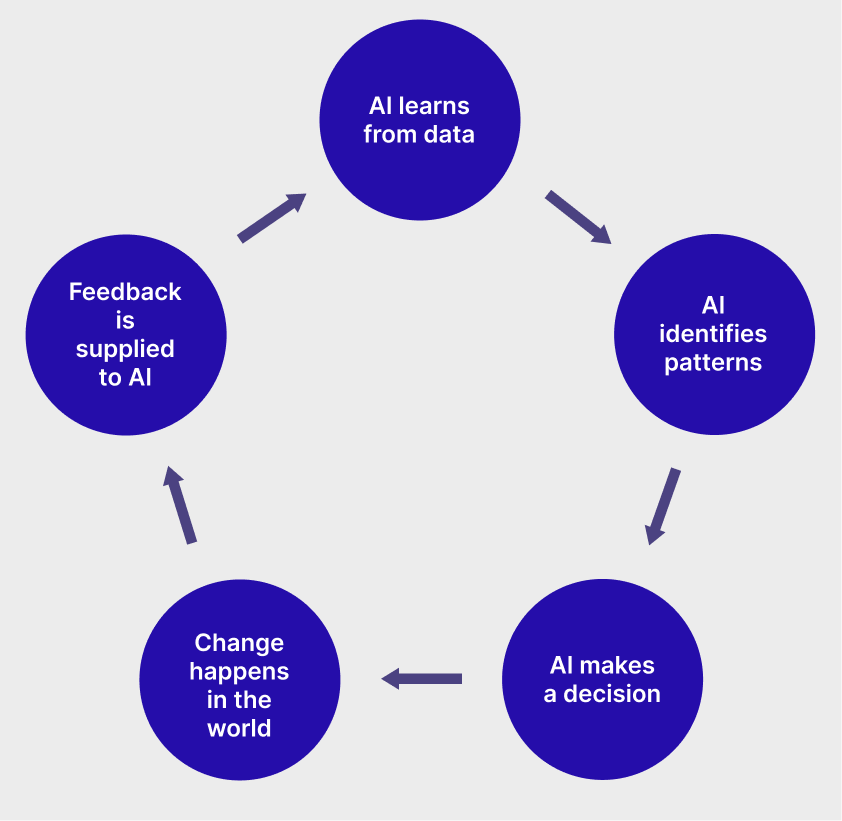 AI learns
from data
AI
identifies
patterns
AI makes
a decision
Change
happens
in the
world
Feedback
is
supplied
to AI